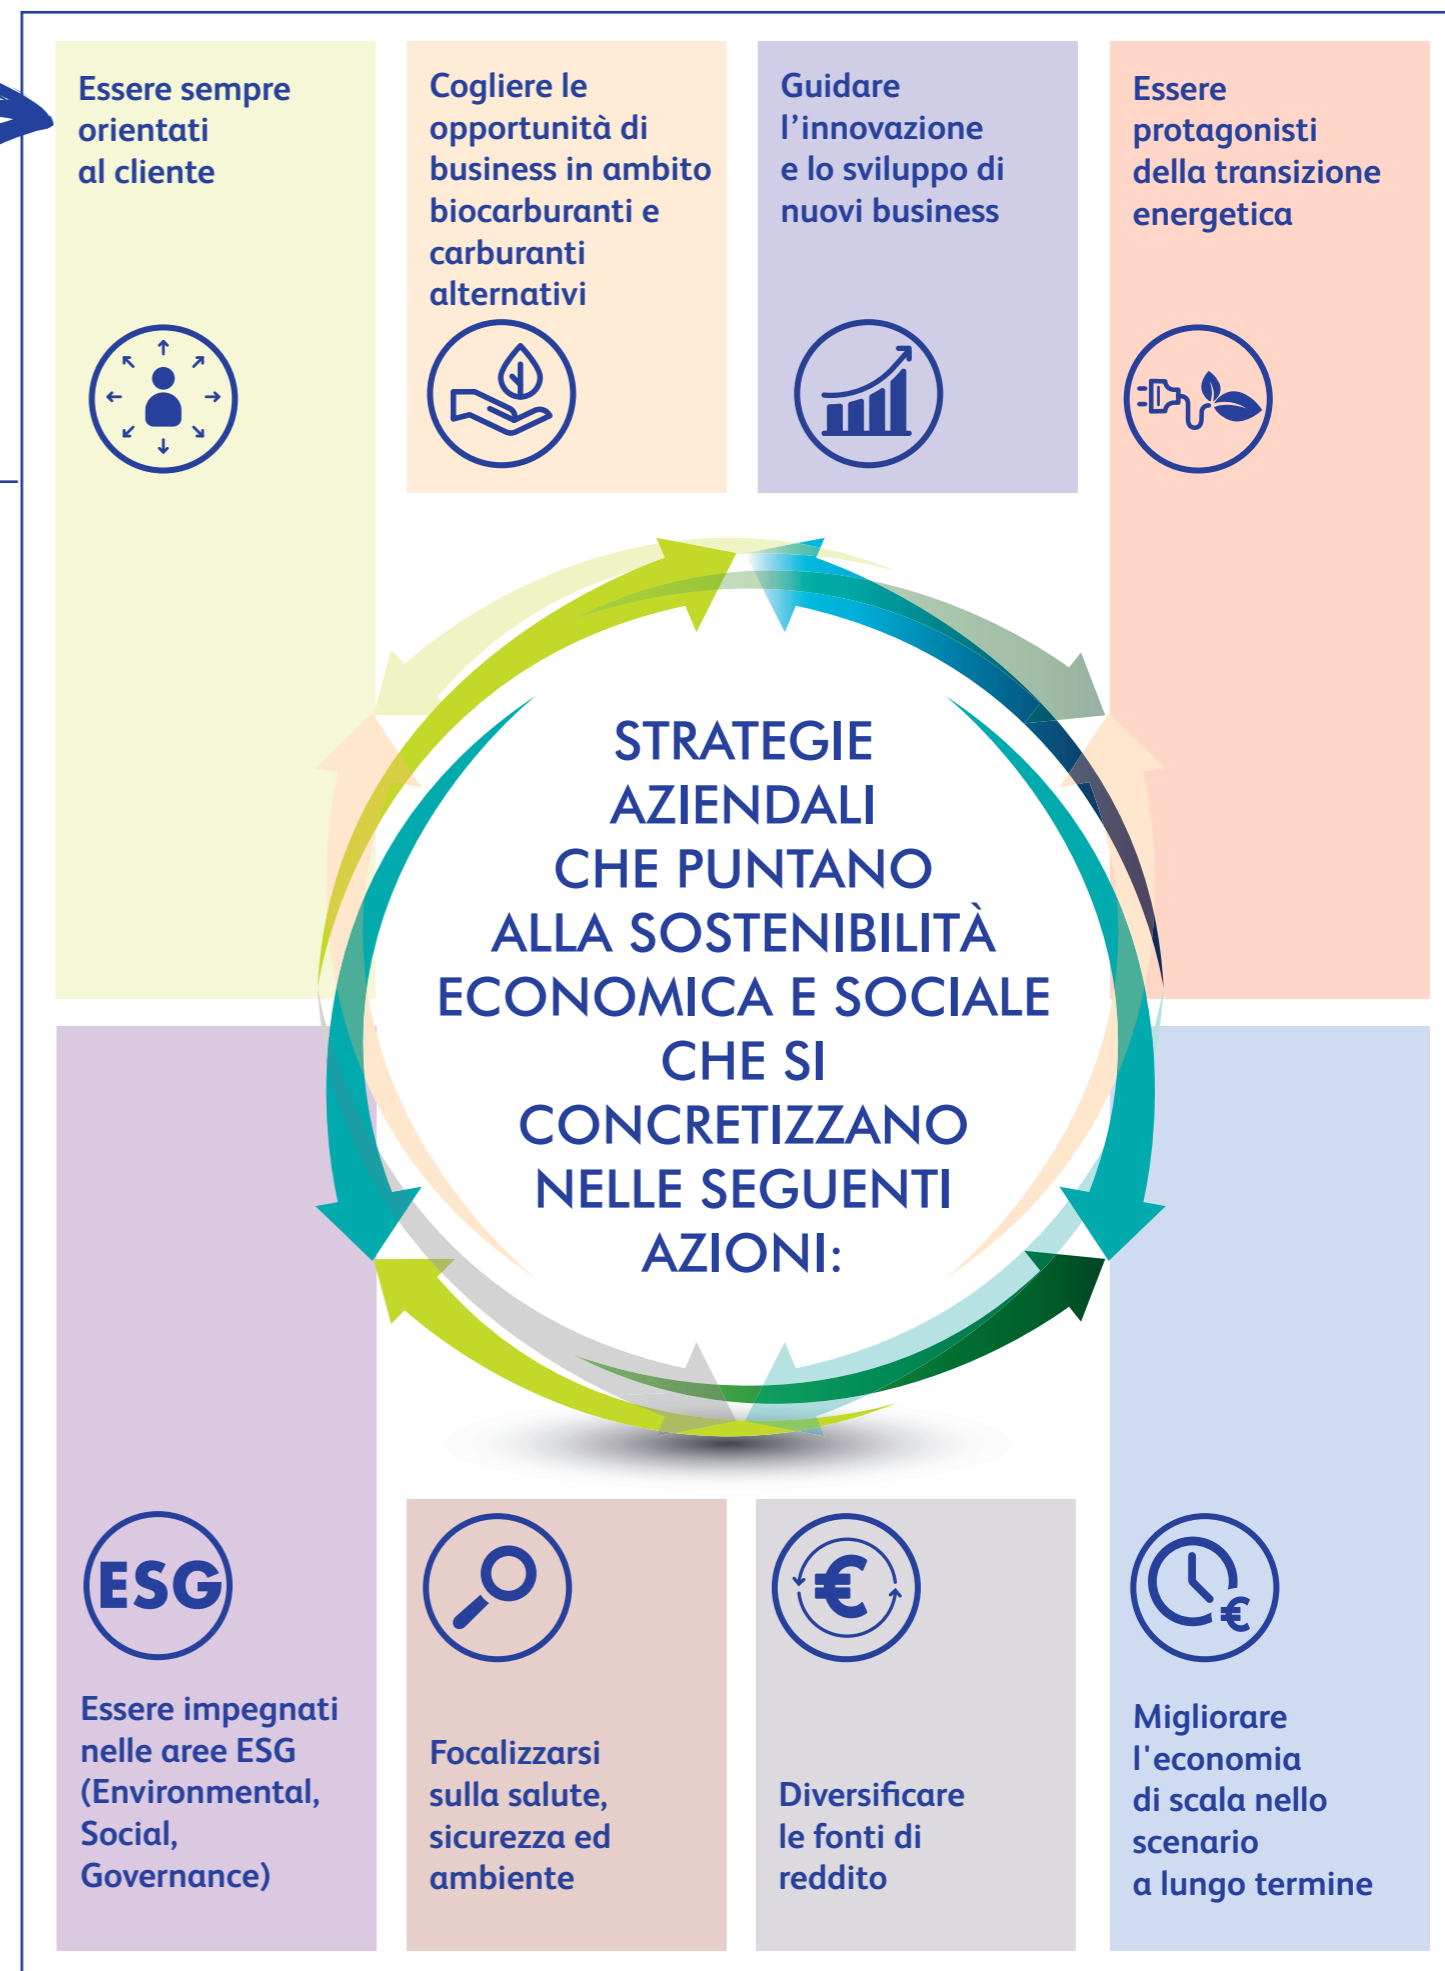 Essere sempre
orientati
al cliente
Cogliere le
opportunità di
business in ambito
biocarburanti e
carburanti
alternativi
Guidare
l'innovazione
e lo sviluppo di
nuovi business
Essere
protagonisti
della transizione
energetica
STRATEGIE
AZIENDALI
CHE PUNTANO
ALLA SOSTENIBILITÀ
ECONOMICA E SOCIALE
CHE SI
CONCRETIZZANO
NELLE SEGUENTI
AZIONI:
ESG
Essere impegnati
nelle aree ESG
(Environmental,
Social,
Governance)
Focalizzarsi
sulla salute,
sicurezza ed
ambiente
€
Diversificare
le fonti di
reddito
€
Migliorare
l'economia
di scala nello
scenario
a lungo termine